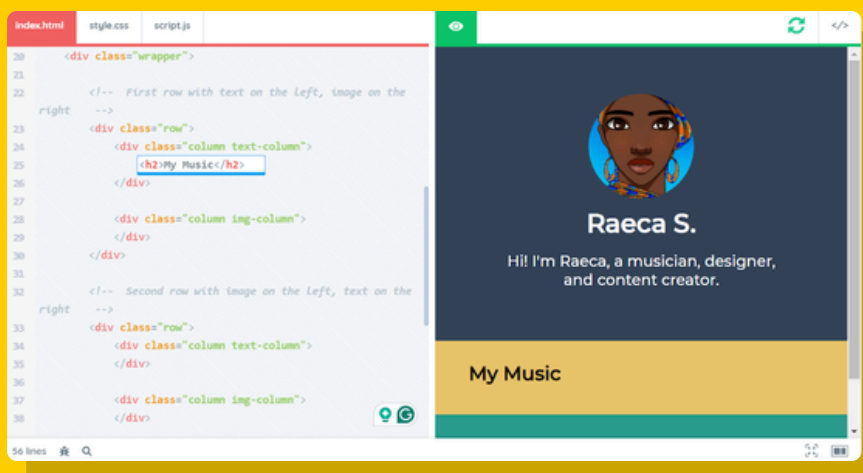 index.html style.css script.js
20 <div class="wrapper">
21
22 <!-- First row with text on the left, image on the
right -->
23 <div class="row">
24 <div class="column text-column">
25 <h2>My Music</h2>
26 </div>
27
28 <div class="column img-column">
29 </div>
30 </div>
31
32 <!-- Second row with image on the left, text on the
right -->
33 <div class="row">
34 <div class="column text-column">
35 </div>
36
37 <div class="column img-column">
38 </div>
56 lines
</>
Raeca S.
Hi! I'm Raeca, a musician, designer,
and content creator.
My Music